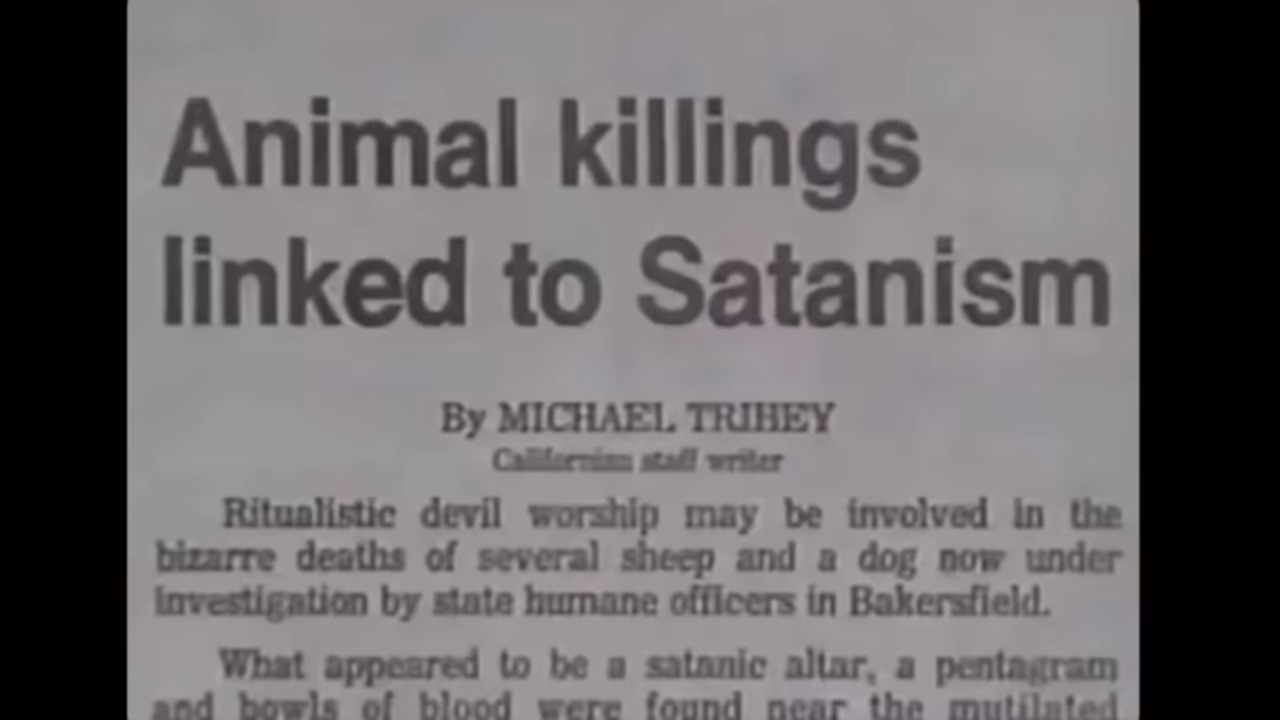 Animal killings
linked to Satanism
By MICHAEL TRIHEY
Californian staff writer
Ritualistic devil worship may be involved in the
bizarre deaths of several sheep and a dog now under
investigation by state humane officers in Bakersfield.
What appeared to be a satanic altar, a pentagram
and bowls of blood were found near the mutilated